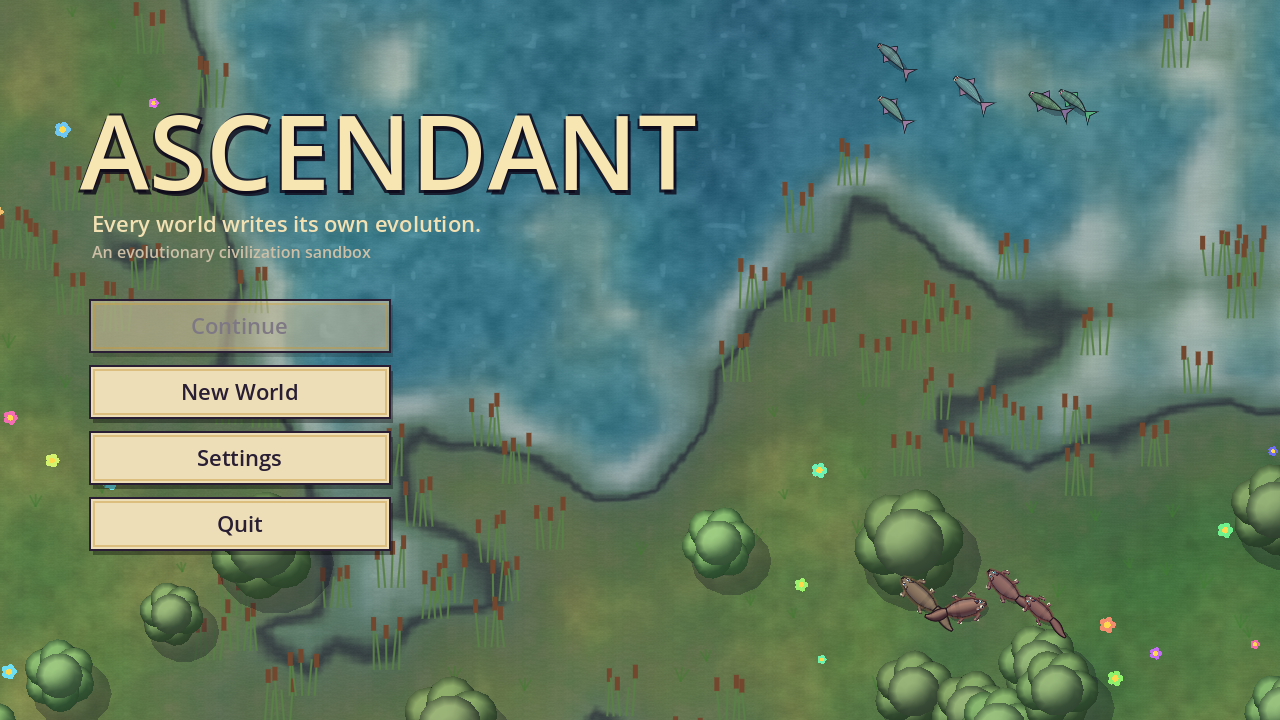 ASCENDANT
Every world writes its own evolution.
An evolutionary civilization sandbox
Continue
New World
Settings
Quit